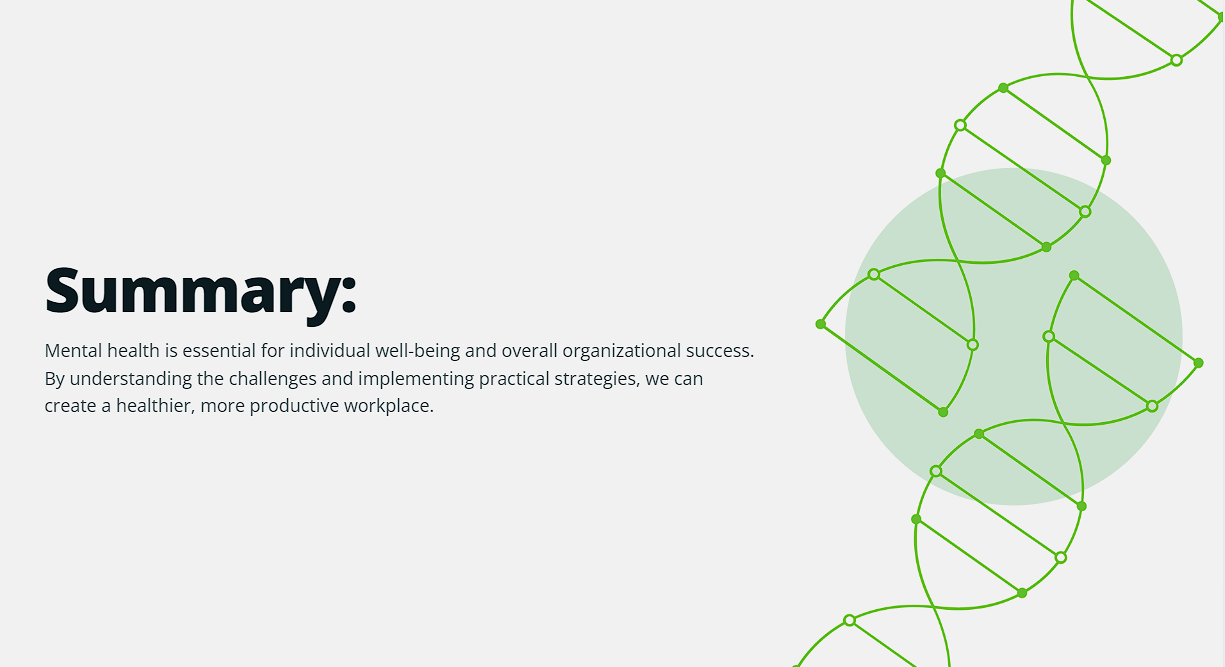 Summary:
Mental health is essential for individual well-being and overall organizational success.
By understanding the challenges and implementing practical strategies, we can
create a healthier, more productive workplace.